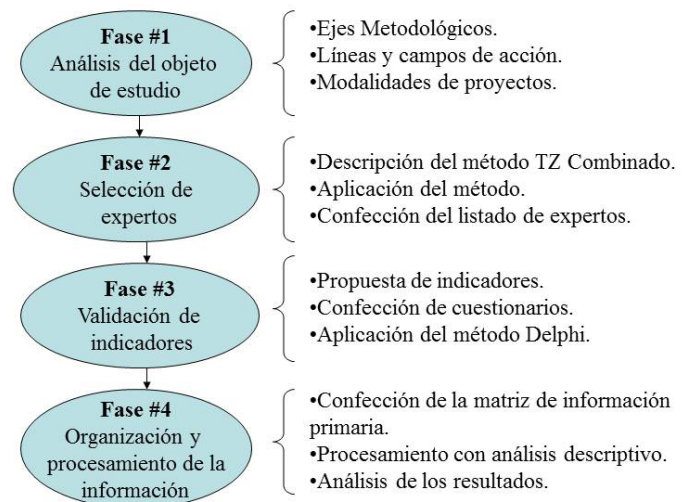 Fase #1
Análisis del objeto
de estudio
•Ejes Metodológicos.
•Líneas y campos de acción.
•Modalidades de proyectos.
Fase #2
Selección de
expertos
•Descripción del método TZ Combinado.
•Aplicación del método.
•Confección del listado de expertos.
Fase #3
Validación de
indicadores
•Propuesta de indicadores.
•Confección de cuestionarios.
•Aplicación del método Delphi.
Fase #4
Organización y
procesamiento de la
información
•Confección de la matriz de información
primaria.
•Procesamiento con análisis descriptivo.
•Análisis de los resultados.